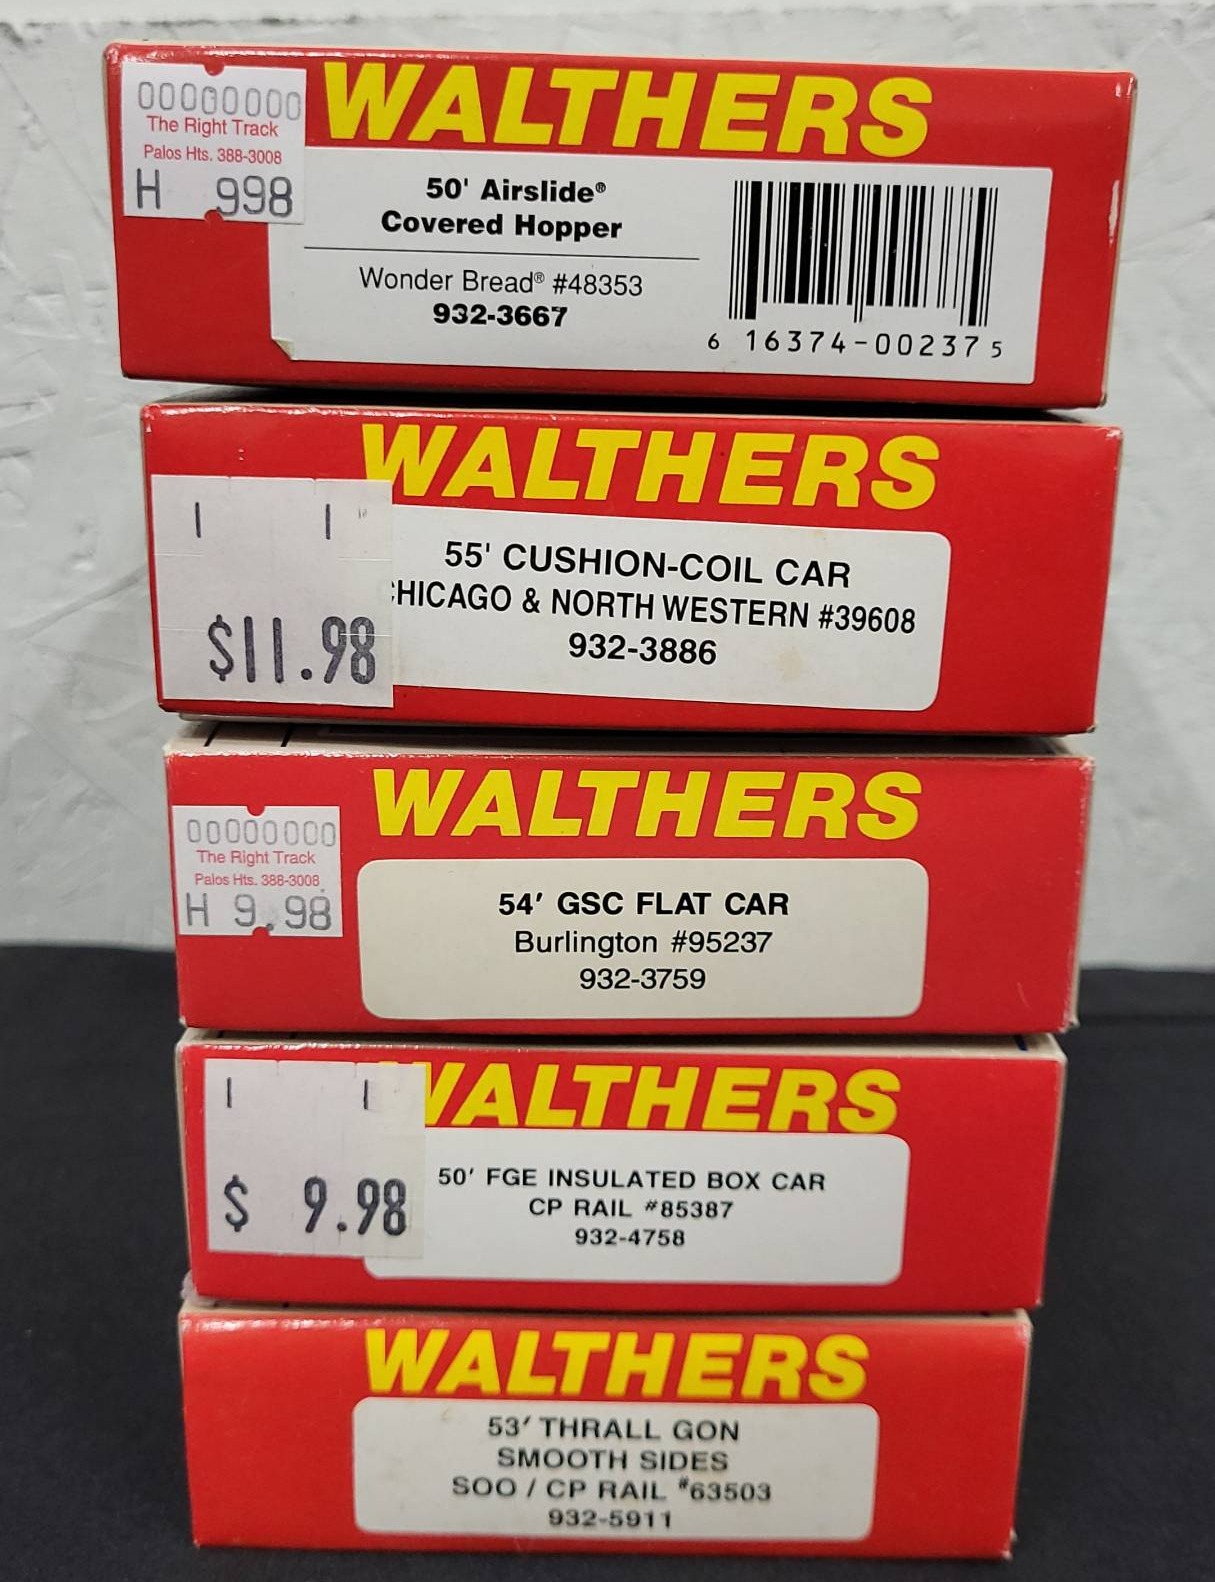 00000000
The Right Track
Palos Hts. 388-3008
H 998
WALTHERS
50' Airslide®
Covered Hopper
Wonder Bread® #48353
932-3667
6 16374-00237 5
WALTHERS
$11.98
55' CUSHION-COIL CAR
CHICAGO & NORTH WESTERN #39608
932-3886
WALTHERS
00000000
The Right Track
Palos Hts. 388-3008
H 9.98
54' GSC FLAT CAR
Burlington #95237
932-3759
WALTHERS
$ 9.98
50' FGE INSULATED BOX CAR
CP RAIL #85387
932-4758
WALTHERS
53' THRALL GON
SMOOTH SIDES
SOO / CP RAIL #63503
932-5911